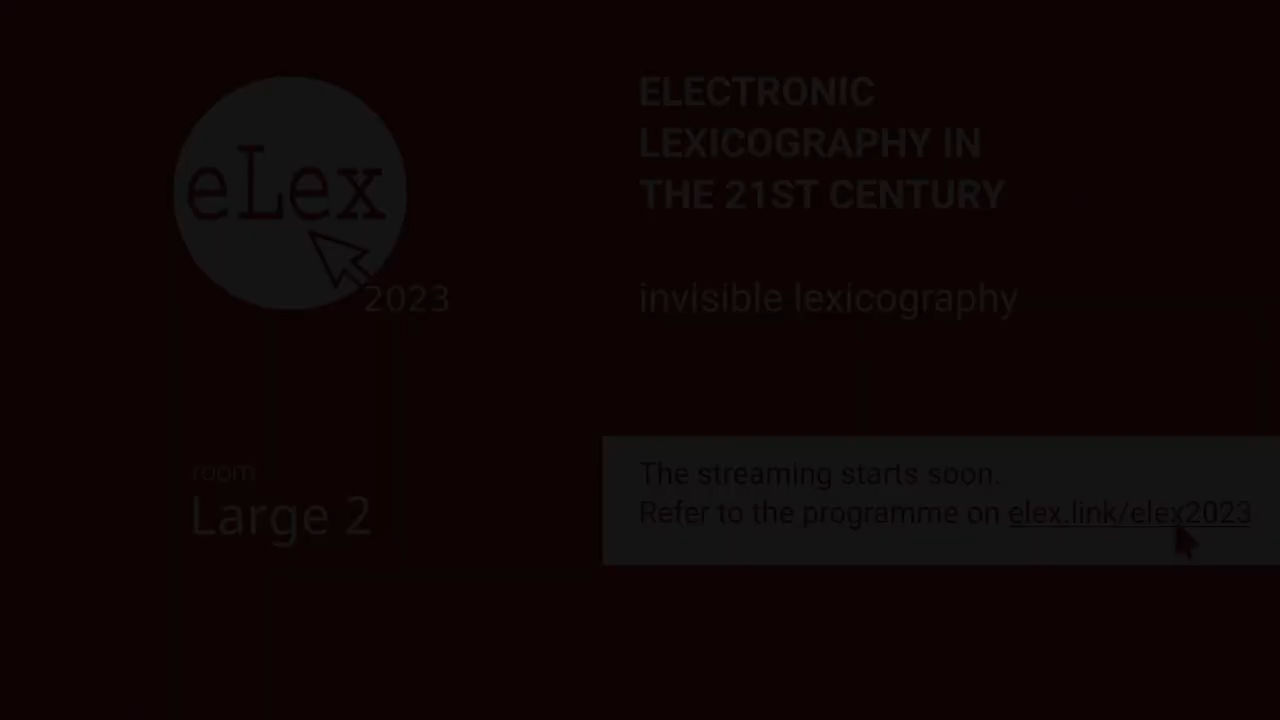 eLex
2023
ELECTRONIC
LEXICOGRAPHY IN
THE 21ST CENTURY
invisible lexicography
room
Large 2
The streaming starts soon.
Refer to the programme on elex.link/elex2023